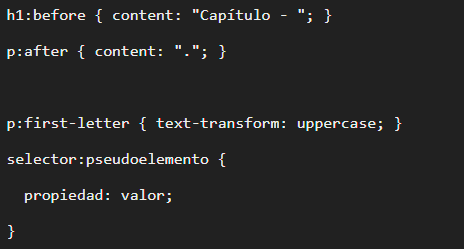 h1:before { content: "Capítulo - "; }
p:after { content: "."; }
p:first-letter { text-transform: uppercase; }
selector:pseudoelemento {
propiedad: valor;
}